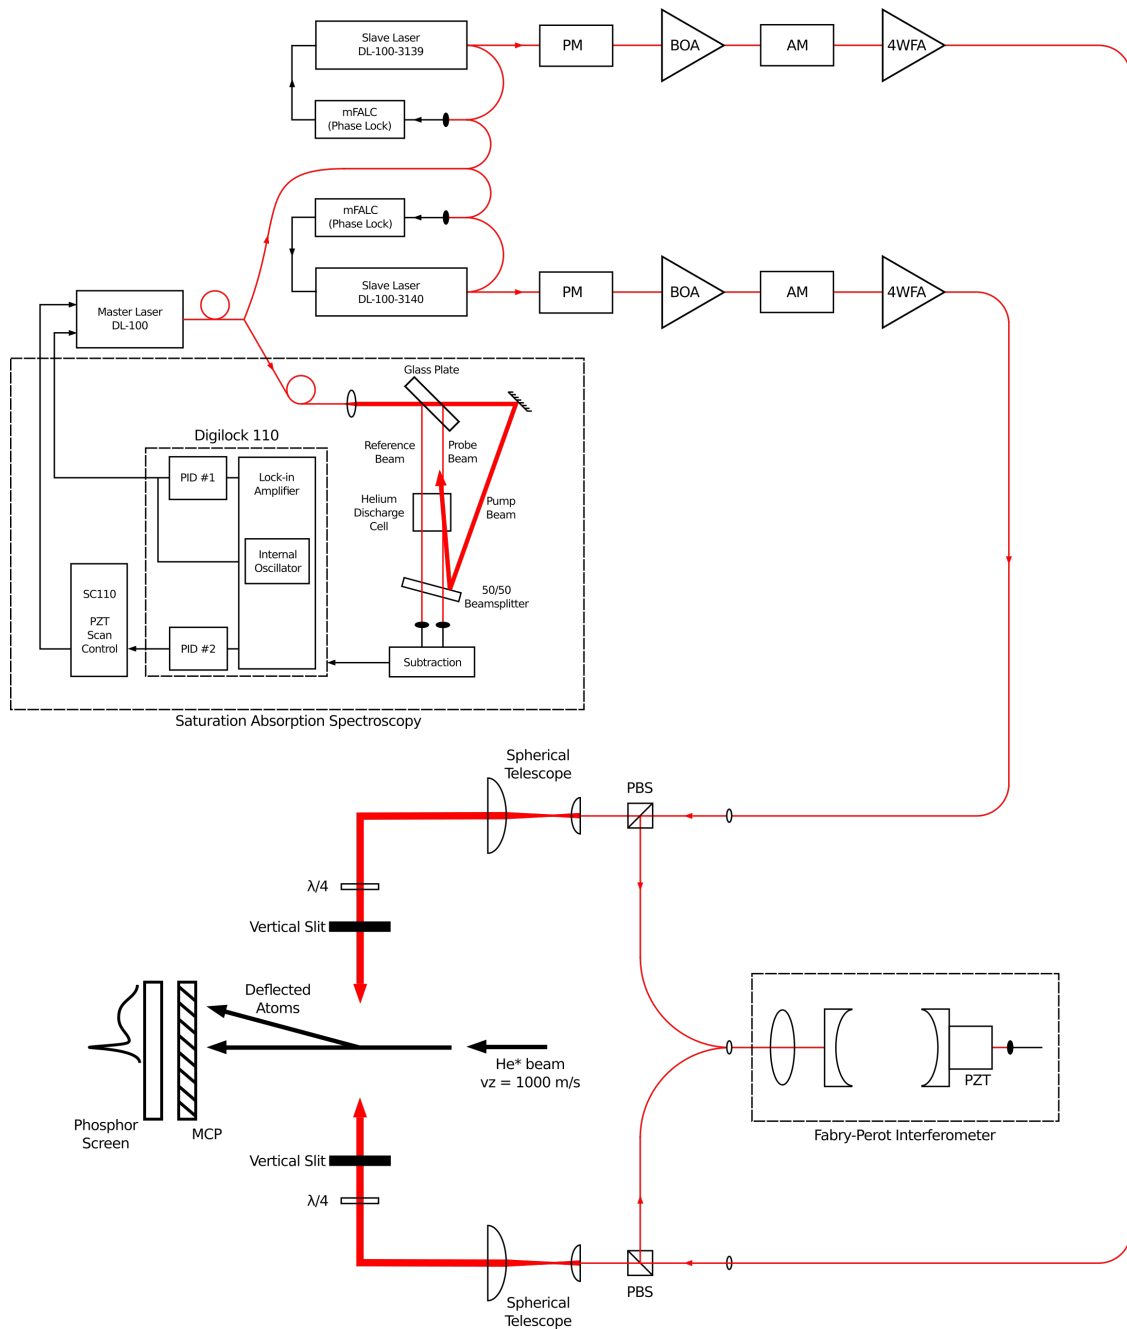 Slave Laser
DL-100-3139
PM
BOA
AM
4WFA
mFALC
(Phase Lock)
mFALC
(Phase Lock)
Slave Laser
DL-100-3140
PM
BOA
AM
4WFA
Master Laser
DL-100
Glass Plate
Digilock 110
Reference
Beam
Probe
Beam
PID #1
Lock-in
Amplifier
Helium
Discharge
Cell
Pump
Beam
Internal
Oscillator
50/50
Beamsplitter
SC110
PZT
Scan
Control
PID #2
Subtraction
Saturation Absorption Spectroscopy
Spherical
Telescope
PBS
λ/4
Vertical Slit
Deflected
Atoms
He* beam
vz = 1000 m/s
PZT
Phosphor
Screen
MCP
Fabry-Perot Interferometer
Vertical Slit
λ/4
PBS
Spherical
Telescope